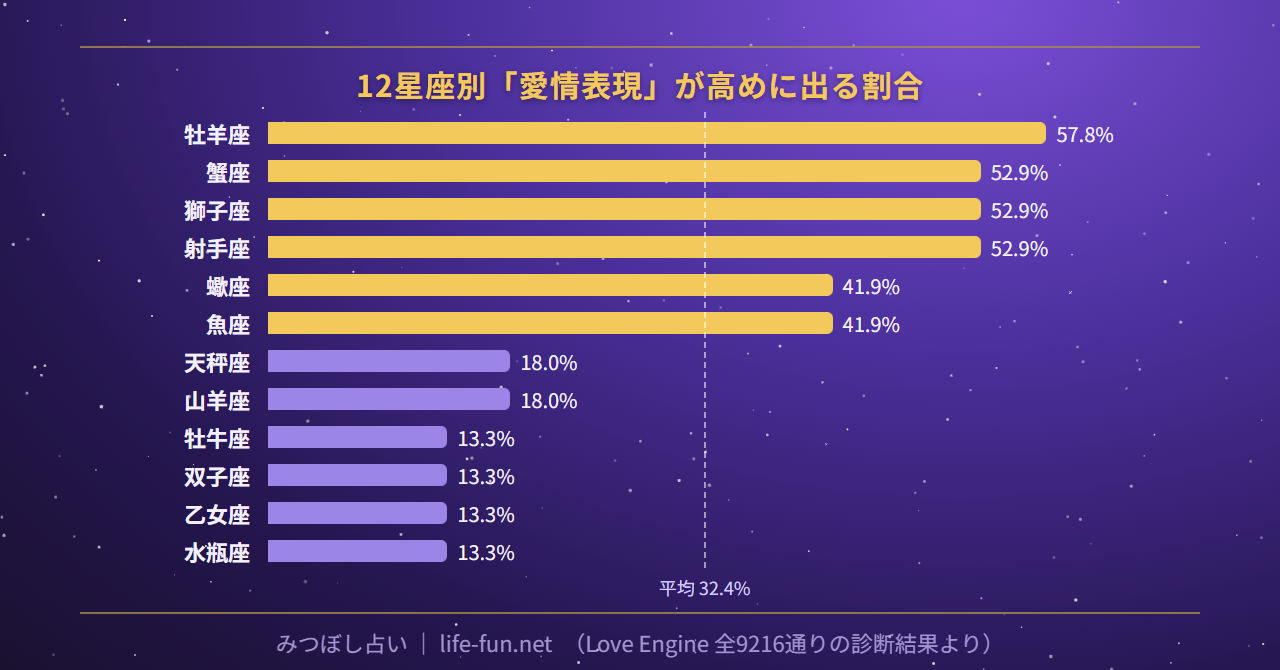 12星座別「愛情表現」が高めに出る割合
牡羊座 57.8%
蟹座 52.9%
獅子座 52.9%
射手座 52.9%
蠍座 41.9%
魚座 41.9%
天秤座 18.0%
山羊座 18.0%
牡牛座 13.3%
双子座 13.3%
乙女座 13.3%
水瓶座 13.3%
平均 32.4%
みつぼし占い ｜ life-fun.net （Love Engine 全9216通りの診断結果より）